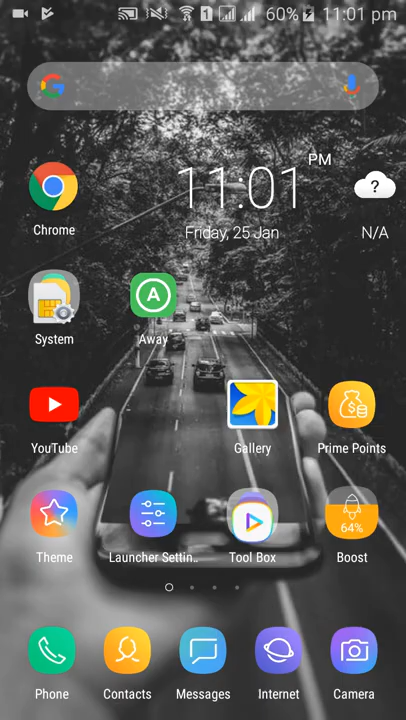 1 60% 11:01 pm
G
11:01 PM
?
Friday, 25 Jan
N/A
Chrome
A
System
Away
YouTube
Gallery
Prime Points
64%
Theme
Launcher Settin..
Tool Box
Boost
Phone
Contacts
Messages
Internet
Camera